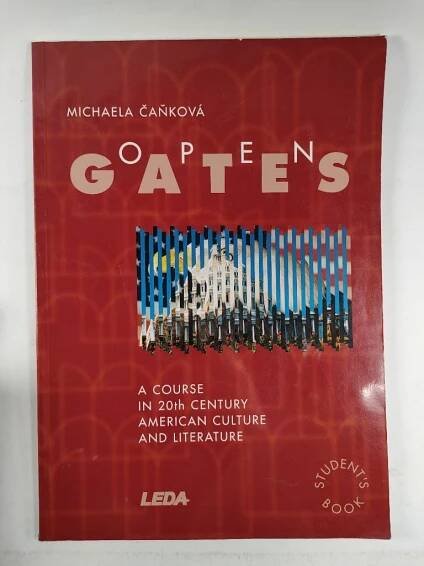 MICHAELA ČAŇKOVÁ
OPEN
GATES
A COURSE
IN 20th CENTURY
AMERICAN CULTURE
AND LITERATURE
LEDA
STUDENT'S
BOOK